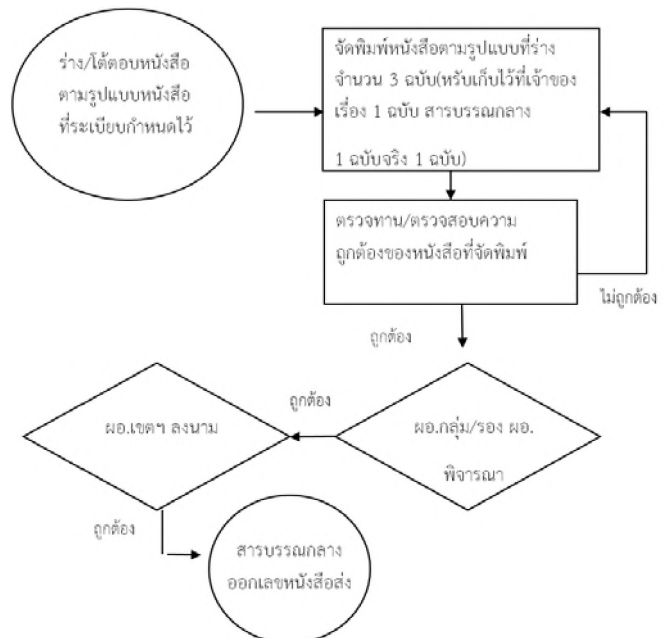 ร่าง/โต้ตอบหนังสือ
ตามรูปแบบหนังสือ
ที่ระเบียบกำหนดไว้
จัดพิมพ์หนังสือตามรูปแบบที่ร่าง
จำนวน 3 ฉบับ(หรับเก็บไว้ที่เจ้าของ
เรื่อง 1 ฉบับ สารบรรณกลาง
1 ฉบับจริง 1 ฉบับ)
ตรวจทาน/ตรวจสอบความ
ถูกต้องของหนังสือที่จัดพิมพ์
ไม่ถูกต้อง
ถูกต้อง
ผอ.กลุ่ม/รอง ผอ.
พิจารณา
ถูกต้อง
ผอ.เขตฯ ลงนาม
ถูกต้อง
สารบรรณกลาง
ออกเลขหนังสือส่ง